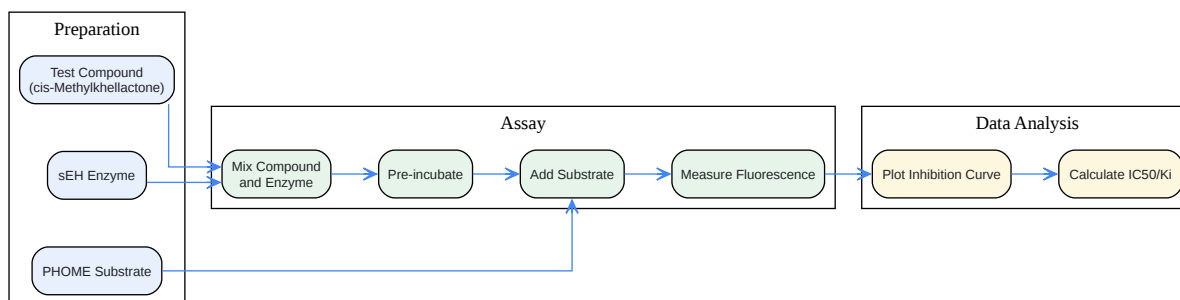 Preparation
Test Compound
(cis-Methylkhellactone)
sEH Enzyme
PHOME Substrate
Assay
Mix Compound
and Enzyme
Pre-incubate
Add Substrate
Measure Fluorescence
Data Analysis
Plot Inhibition Curve
Calculate IC50/Ki